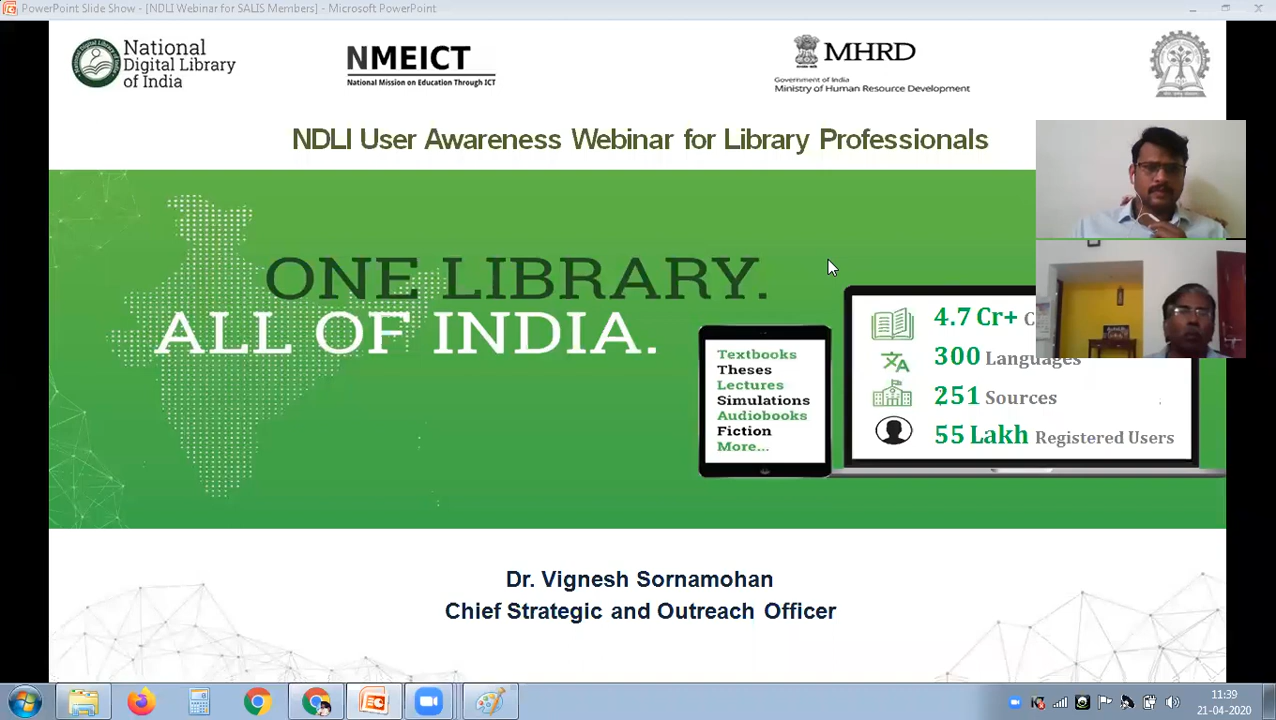 PowerPoint Slide Show - [NDLI Webinar for SALIS Members] - Microsoft PowerPoint
National
Digital Library
of India
NMEICT
National Mission on Education Through ICT
MHRD
Government of India
Ministry of Human Resource Development
NDLI User Awareness Webinar for Library Professionals
ONE LIBRARY.
ALL OF INDIA.
Textbooks
Theses
Lectures
Simulations
Audiobooks
Fiction
More...
4.7 Cr+
300 Languages
251 Sources
55 Lakh Registered Users
Dr. Vignesh Sornamohan
Chief Strategic and Outreach Officer
11:39
21-04-2020